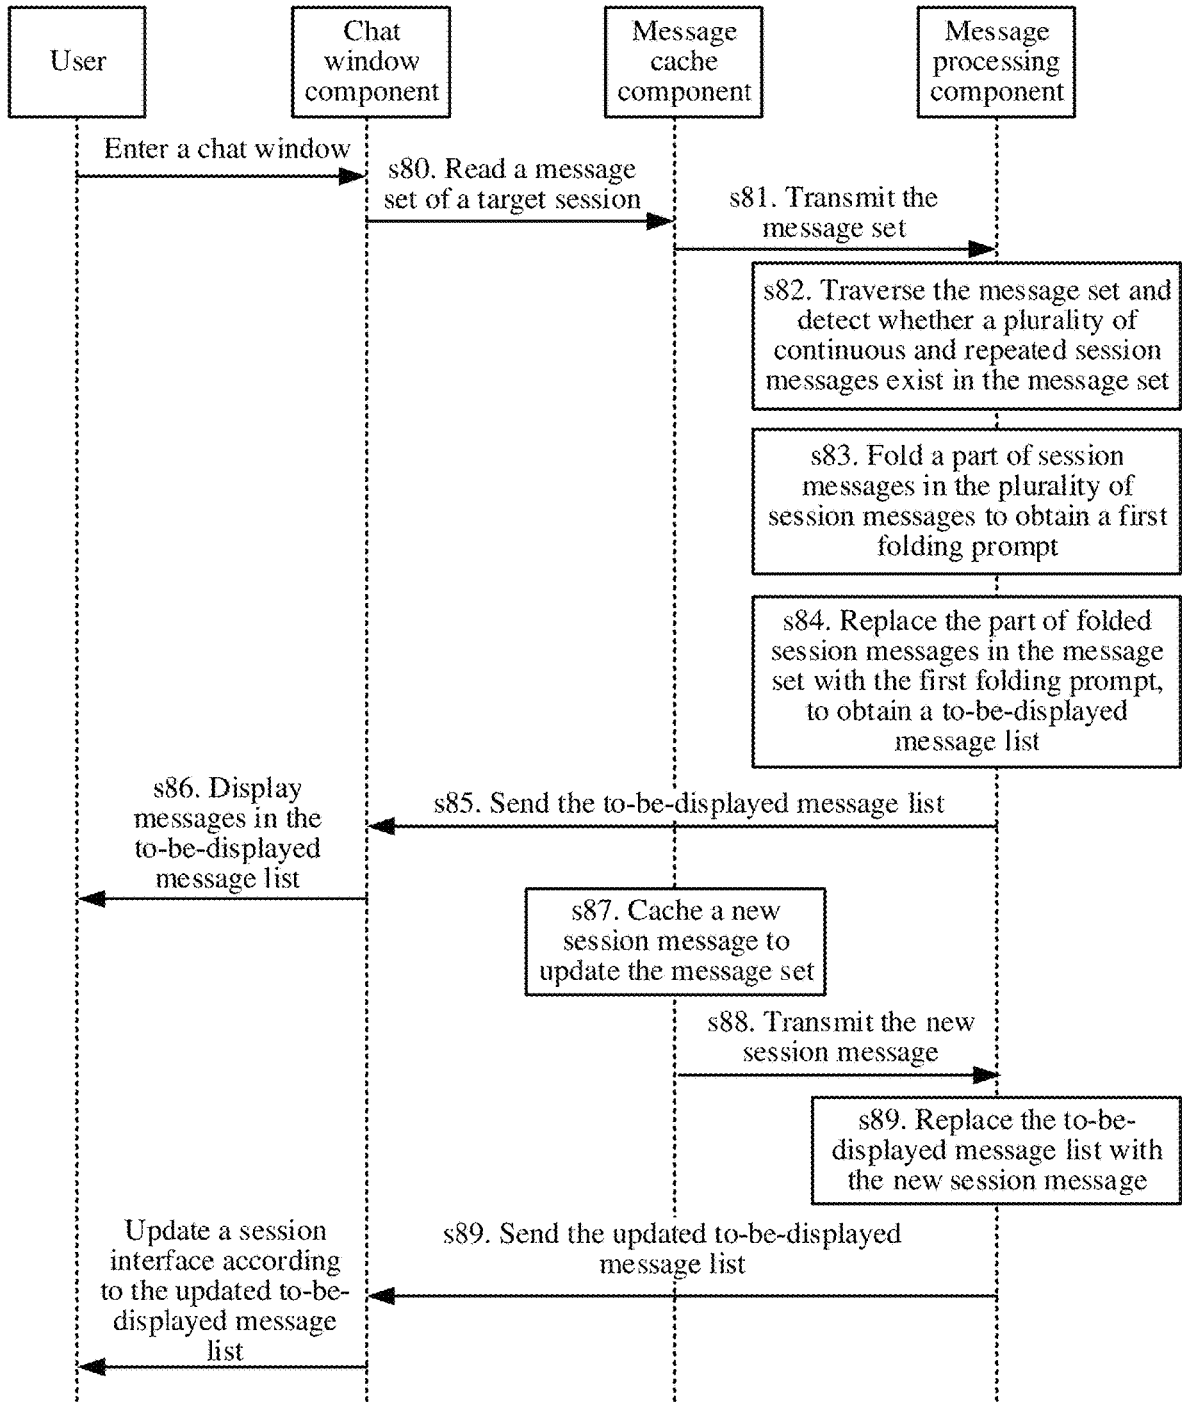 User
Chat
window
component
Message
cache
component
Message
processing
component
Enter a chat window
s80. Read a message
set of a target session
s81. Transmit the
message set
s82. Traverse the message set and
detect whether a plurality of
continuous and repeated session
messages exist in the message set
s83. Fold a part of session
messages in the plurality of
session messages to obtain a first
folding prompt
s84. Replace the part of folded
session messages in the message
set with the first folding prompt,
to obtain a to-be-displayed
message list
s85. Send the to-be-displayed message list
s86. Display
messages in the
to-be-displayed
message list
s87. Cache a new
session message to
update the message set
s88. Transmit the new
session message
s89. Replace the to-be-
displayed message list with
the new session message
s89. Send the updated to-be-displayed
message list
Update a session
interface according
to the updated to-be-
displayed message
list